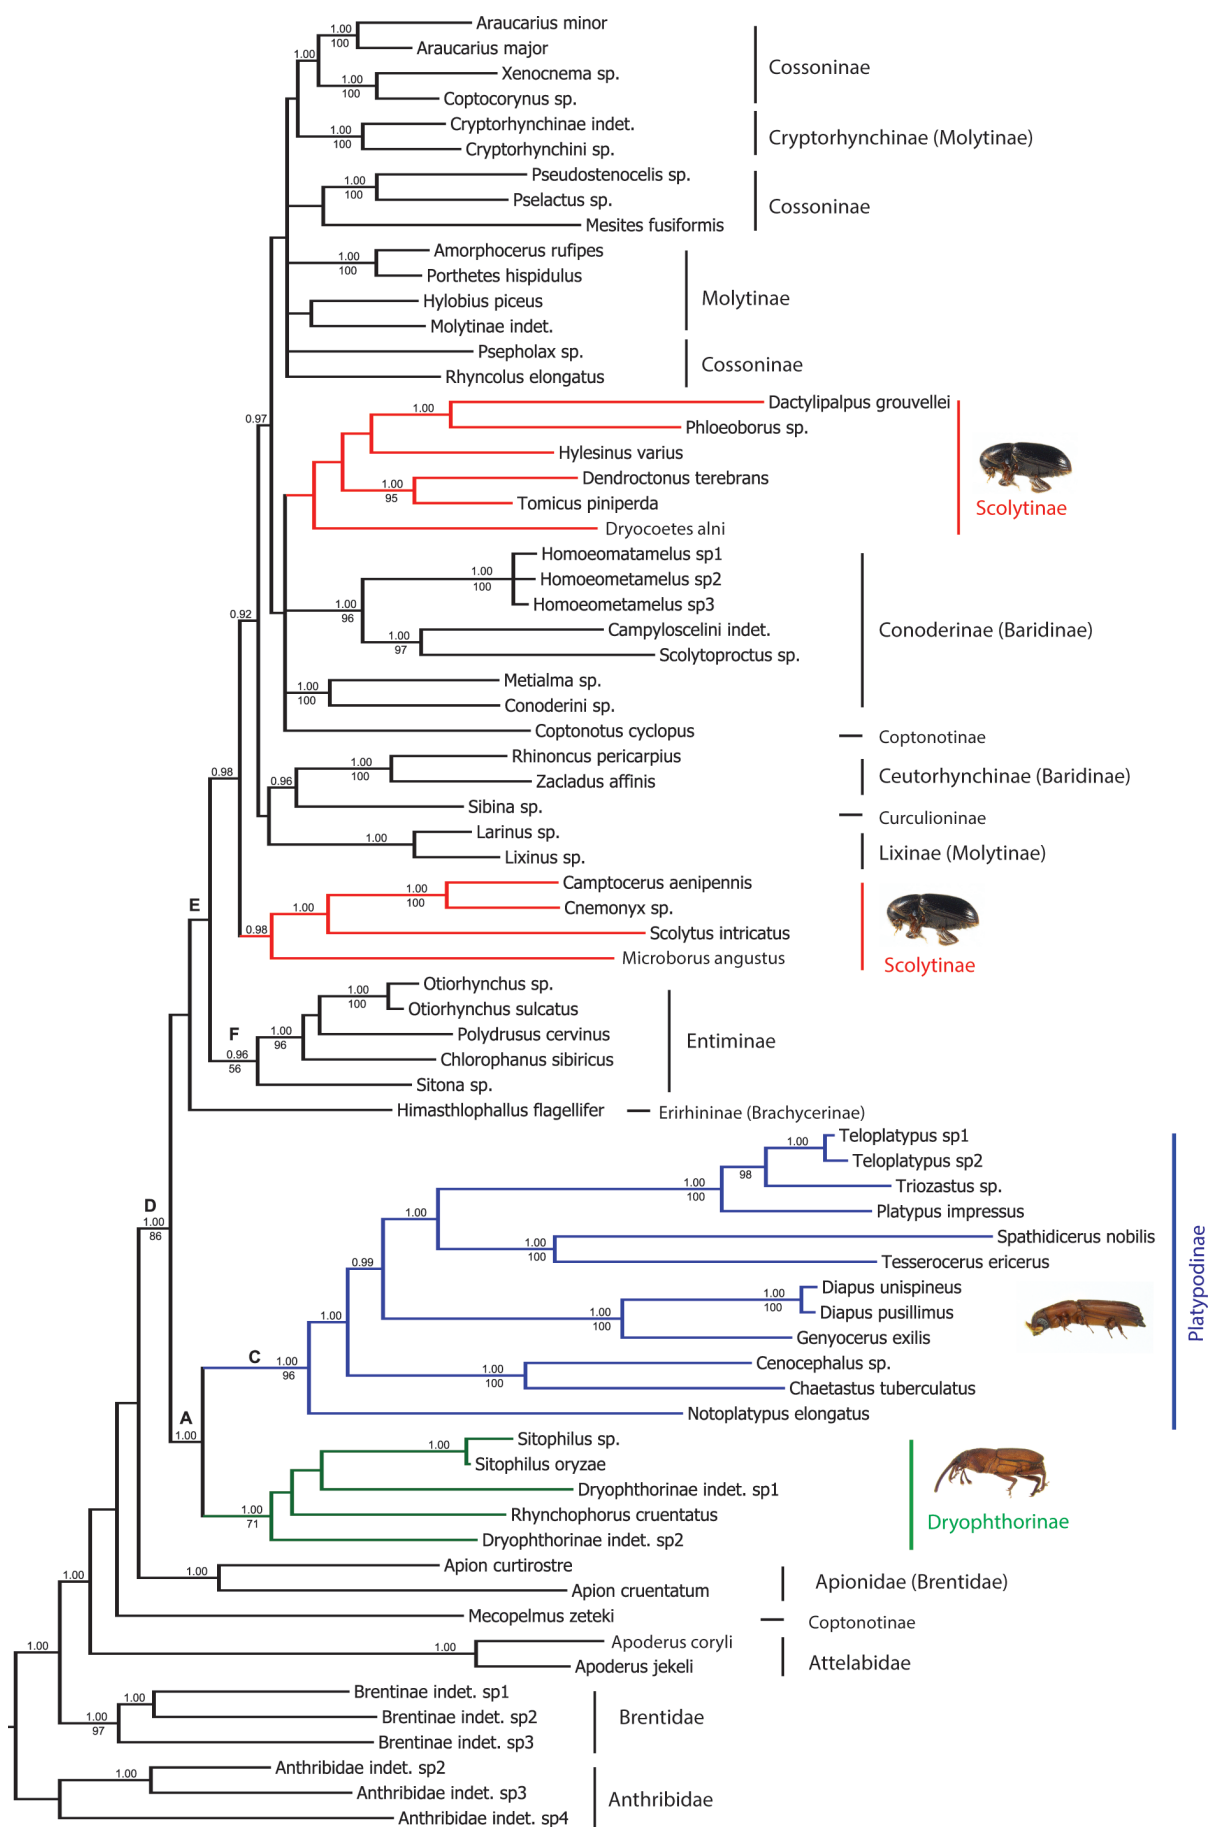 Araucarius minor
1.00
100
Araucarius major
1.00
Xenocnema sp.
Cossoninae
1.00
100
Coptocorynus sp.
Cryptorhynchinae indet.
1.00
100
Cryptorhynchini sp.
Cryptorhynchinae (Molytinae)
Pseudostenocelis sp.
1.00
100
Pselactus sp.
Cossoninae
Mesites fusiformis
Amorphocerus rufipes
1.00
100
Porthetes hispidulus
Molytinae
Hylobius piceus
Molytinae indet.
Psepholax sp.
Cossoninae
Rhyncolus elongatus
Dactylipalpus grouvellei
1.00
0.97
Phloeoborus sp.
Hylesinus varius
Dendroctonus terebrans
1.00
95
Tomicus piniperda
Scolytinae
Dryocoetes alni
Homoeomatamelus sp1
1.00
100
Homoeometamelus sp2
Homoeometamelus sp3
1.00
96
0.92
Campyloscelini indet.
Conoderinae (Baridinae)
1.00
97
Scolytoproctus sp.
Metialma sp.
1.00
100
Conoderini sp.
Coptonotus cyclopus
Coptonotinae
Rhinoncus pericarpius
1.00
100
0.98
0.96
Zacladus affinis
Ceutorhynchinae (Baridinae)
Sibina sp.
Curculioninae
Larinus sp.
1.00
Lixinus sp.
Lixinae (Molytinae)
Camptocerus aenipennis
1.00
100
E
1.00
Cnemonyx sp.
0.98
Scolytus intricatus
Microborus angustus
Scolytinae
Otiorhynchus sp.
1.00
100
Otiorhynchus sulcatus
F
1.00
96
Polydrusus cervinus
Entiminae
0.96
56
Chlorophanus sibiricus
Sitona sp.
Himasthlophallus flagellifer
Erirhininae (Brachycerinae)
Teloplatypus sp1
1.00
98
Teloplatypus sp2
1.00
100
Triozastus sp.
D
1.00
86
1.00
Platypus impressus
Spathidicerus nobilis
1.00
100
0.99
Tesserocerus ericerus
Platypodinae
Diapus unispineus
1.00
100
1.00
100
1.00
Diapus pusillimus
Genyocerus exilis
C
1.00
96
Cenocephalus sp.
1.00
100
Chaetastus tuberculatus
Notoplatypus elongatus
A
1.00
Sitophilus sp.
1.00
Sitophilus oryzae
Dryophthorinae indet. sp1
1.00
71
Rhynchophorus cruentatus
Dryophthorinae
Dryophthorinae indet. sp2
Apion curtirostre
1.00
1.00
Apion cruentatum
Apionidae (Brentidae)
Mecopelmus zeteki
Coptonotinae
1.00
Apoderus coryli
1.00
Apoderus jekeli
Attelabidae
Brentinae indet. sp1
1.00
1.00
97
Brentinae indet. sp2
Brentidae
Brentinae indet. sp3
Anthribidae indet. sp2
1.00
Anthribidae indet. sp3
Anthribidae
Anthribidae indet. sp4